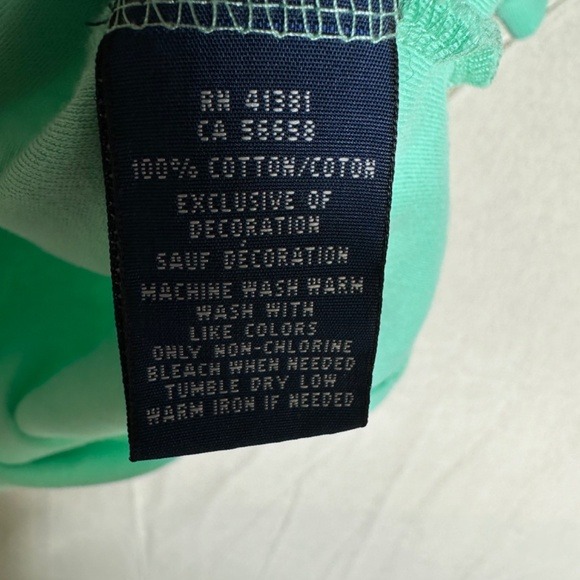 RN 41381
CA 56658
100% COTTON/COTON
EXCLUSIVE OF
DECORATION
SAUF DÉCORATION
MACHINE WASH WARM
WASH WITH
LIKE COLORS
ONLY NON-CHLORINE
BLEACH WHEN NEEDED
TUMBLE DRY LOW
WARM IRON IF NEEDED